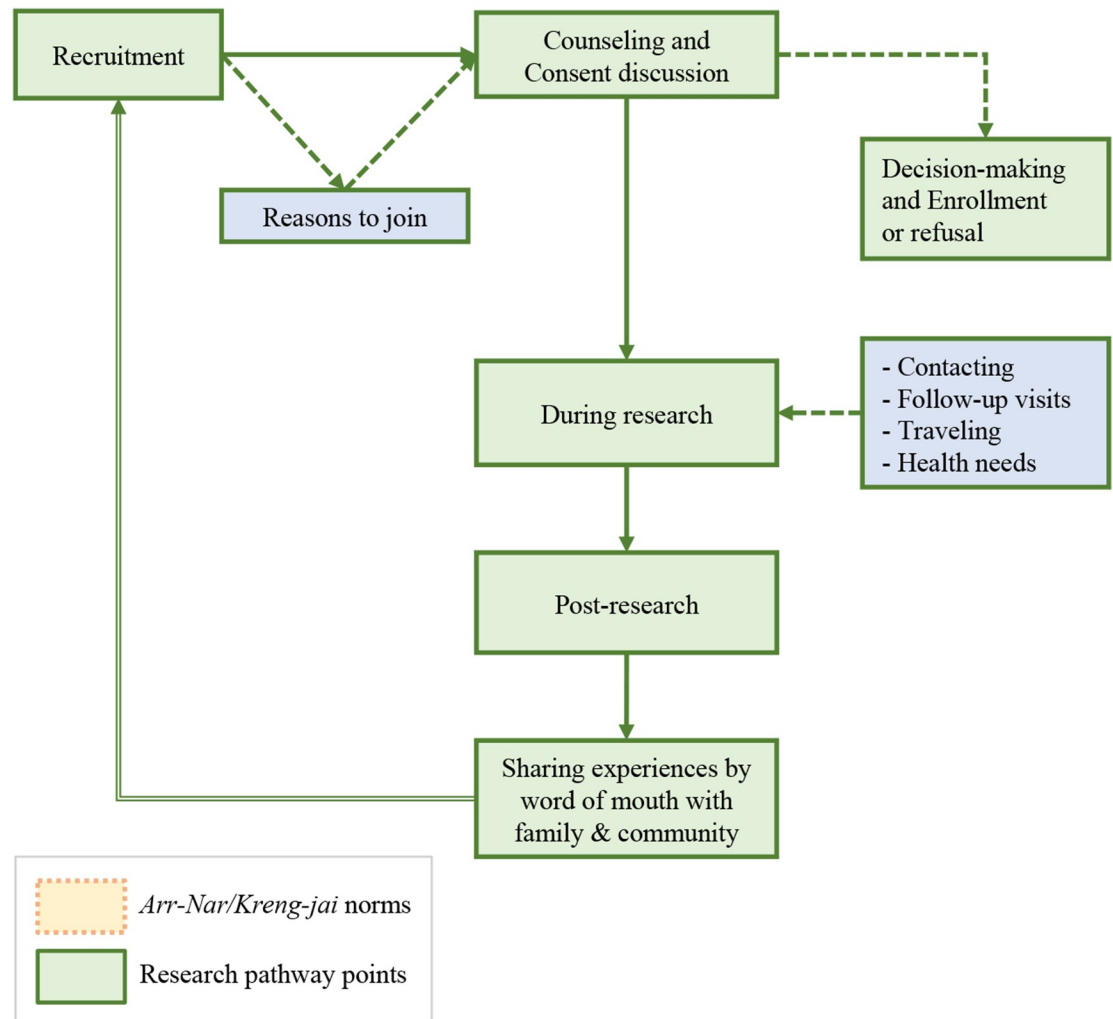 Recruitment
Counseling and
Consent discussion
Reasons to join
Decision-making
and Enrollment
or refusal
During research
- Contacting
- Follow-up visits
- Traveling
- Health needs
Post-research
Sharing experiences by
word of mouth with
family & community
Arr-Nar/Kreng-jai norms
Research pathway points